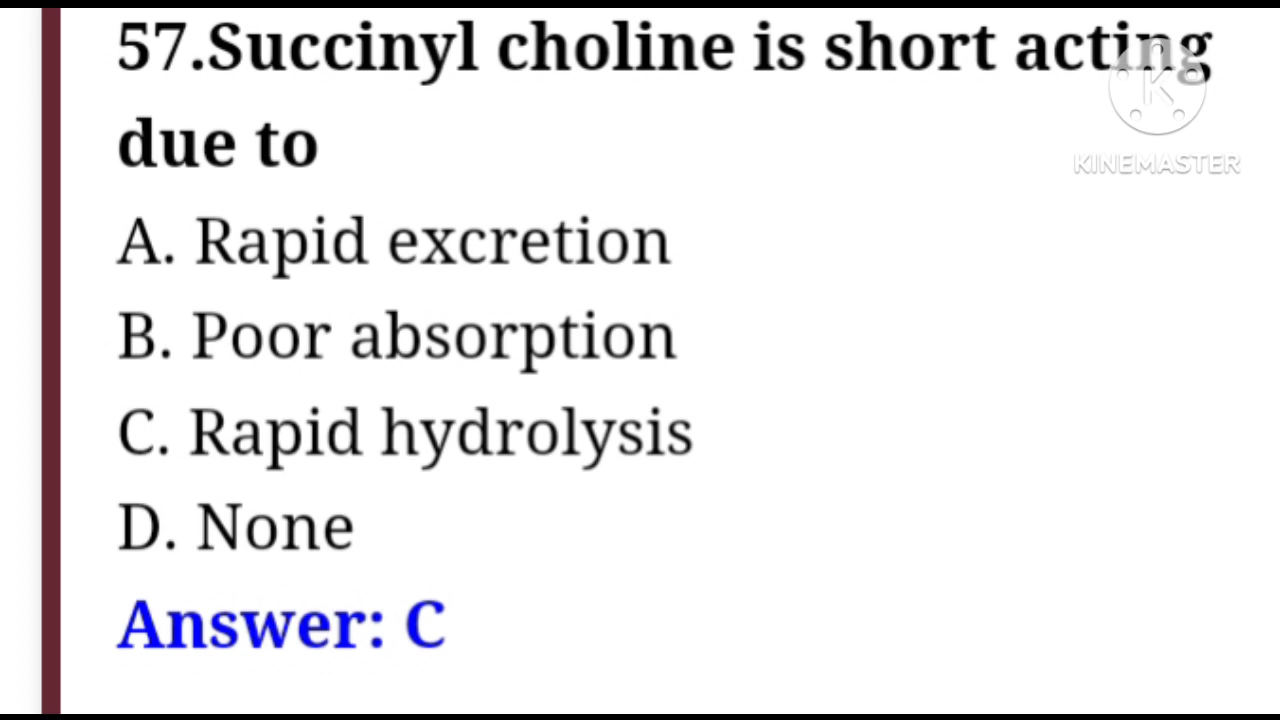 57.Succinyl choline is short acting
due to
KINEMASTER
A. Rapid excretion
B. Poor absorption
C. Rapid hydrolysis
D. None
Answer: C